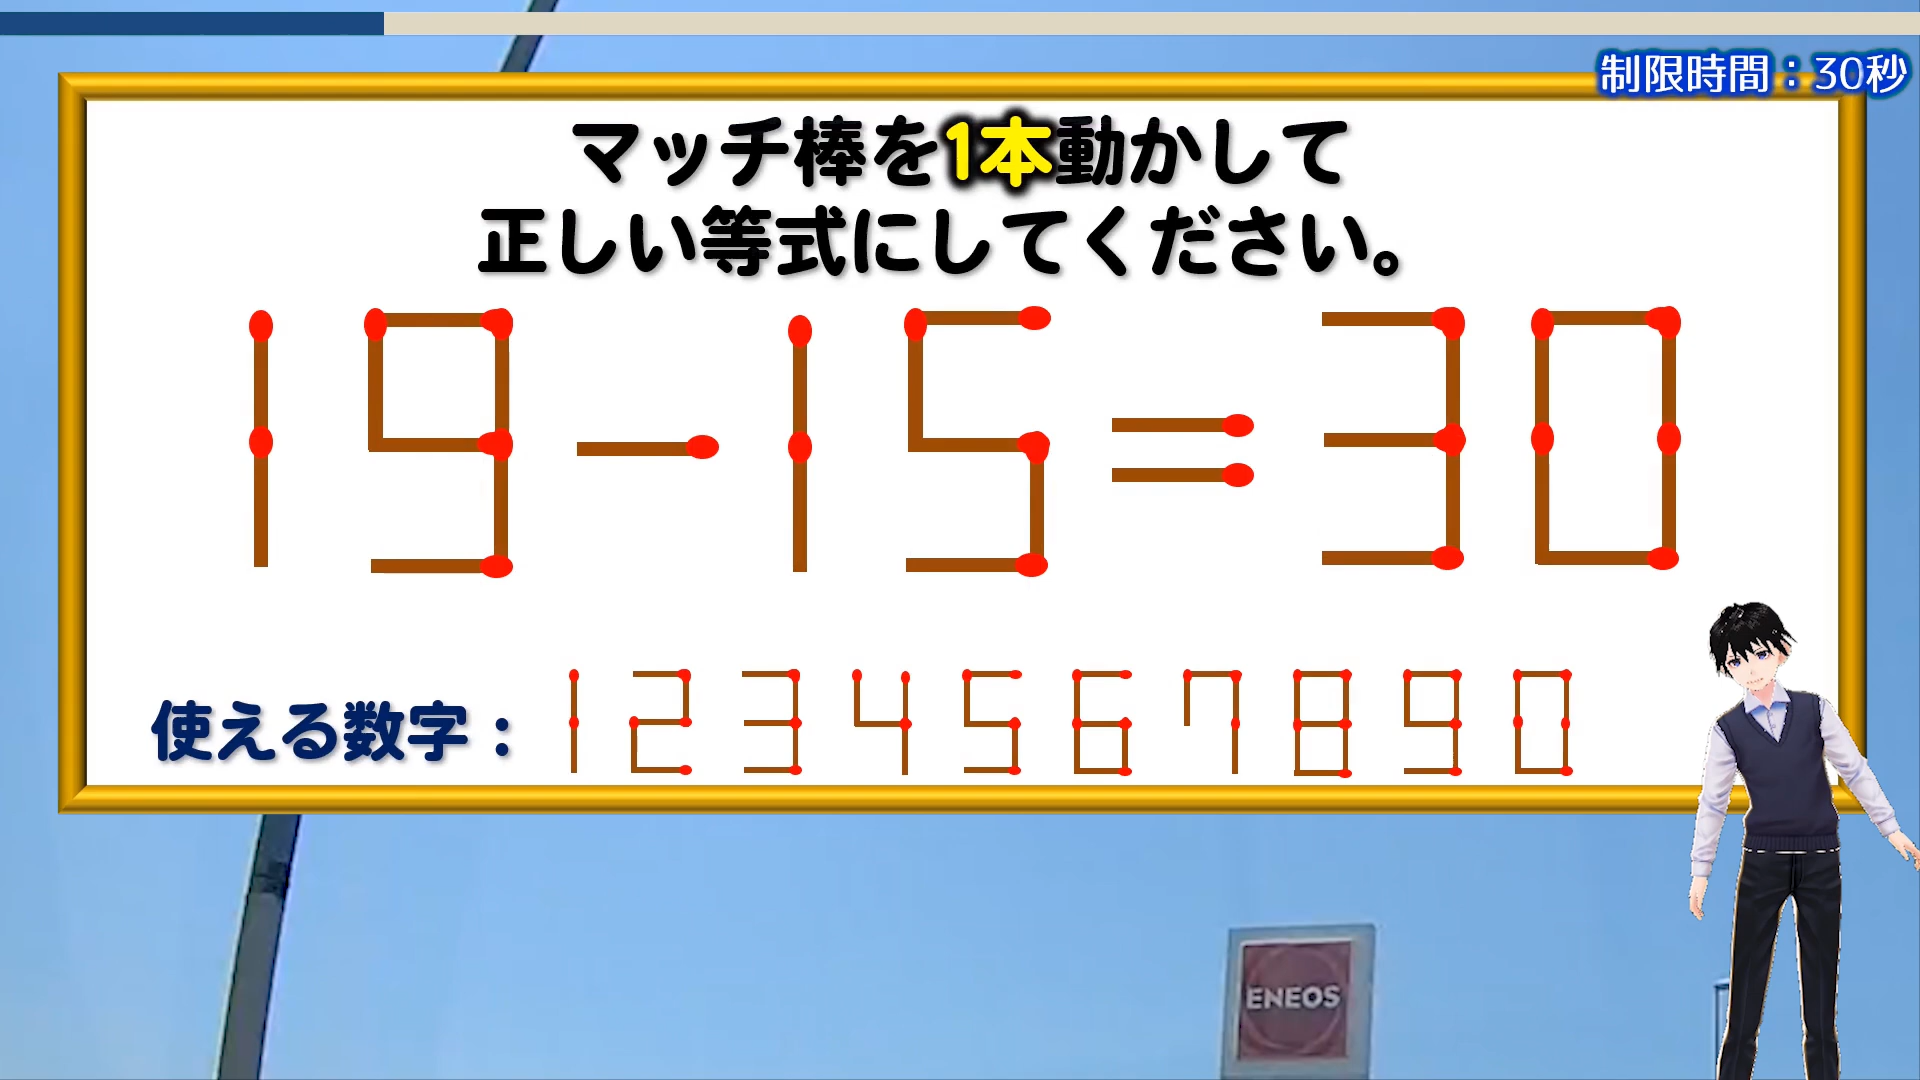 制限時間：30秒
マッチ棒を1本動かして
正しい等式にしてください。
19-15=30
使える数字：1234567890
ENEOS